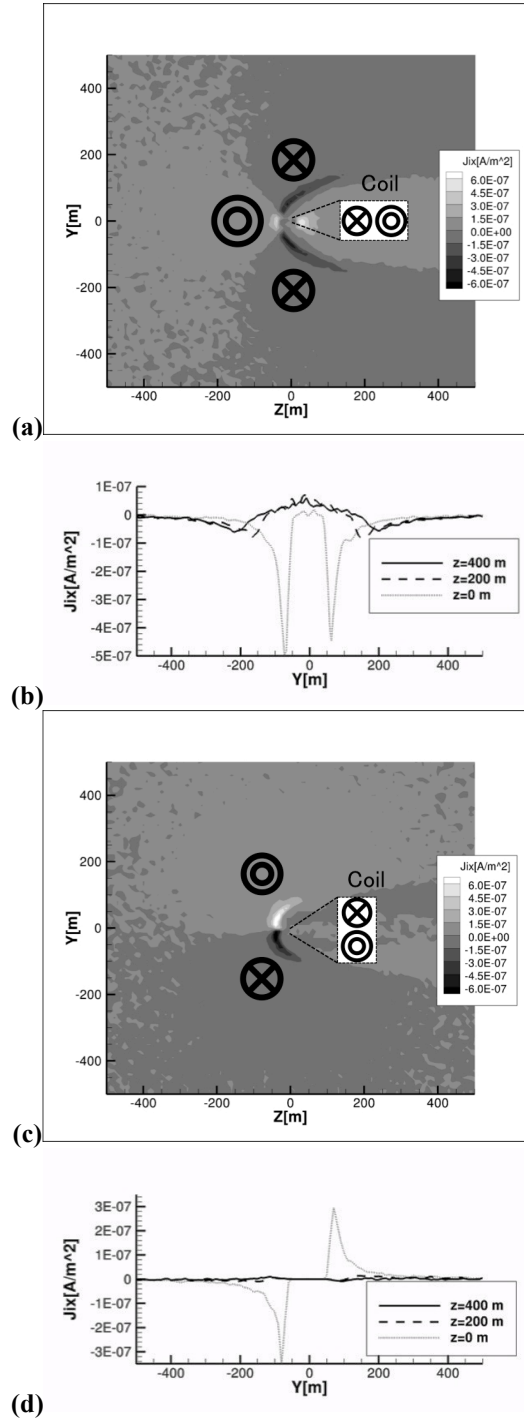 Jix[A/m^2]
6.0E-07
4.5E-07
3.0E-07
1.5E-07
0.0E+00
-1.5E-07
-3.0E-07
-4.5E-07
-6.0E-07
Coil
400
200
0
-200
-400
Y[m]
-400 -200 0 200 400
Z[m]
(a)
1E-07
0
-1E-07
-2E-07
-3E-07
-4E-07
-5E-07
Jix[A/m^2]
z=400 m
z=200 m
z=0 m
-400 -200 0 200 400
Y[m]
(b)
Jix[A/m^2]
6.0E-07
4.5E-07
3.0E-07
1.5E-07
0.0E+00
-1.5E-07
-3.0E-07
-4.5E-07
-6.0E-07
Coil
400
200
0
-200
-400
Y[m]
-400 -200 0 200 400
Z[m]
(c)
3E-07
2E-07
1E-07
0
-1E-07
-2E-07
-3E-07
Jix[A/m^2]
z=400 m
z=200 m
z=0 m
-400 -200 0 200 400
Y[m]
(d)